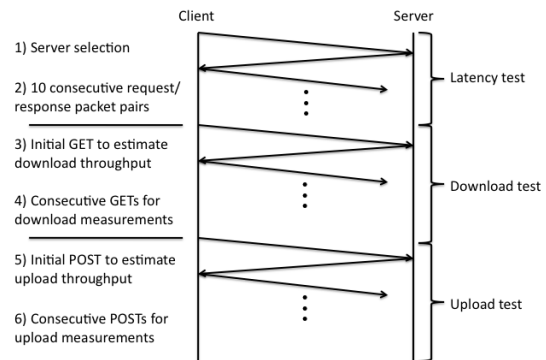 Client
Server
1) Server selection
2) 10 consecutive request/
response packet pairs
Latency test
3) Initial GET to estimate
download throughput
4) Consecutive GETs for
download measurements
Download test
5) Initial POST to estimate
upload throughput
6) Consecutive POSTs for
upload measurements
Upload test